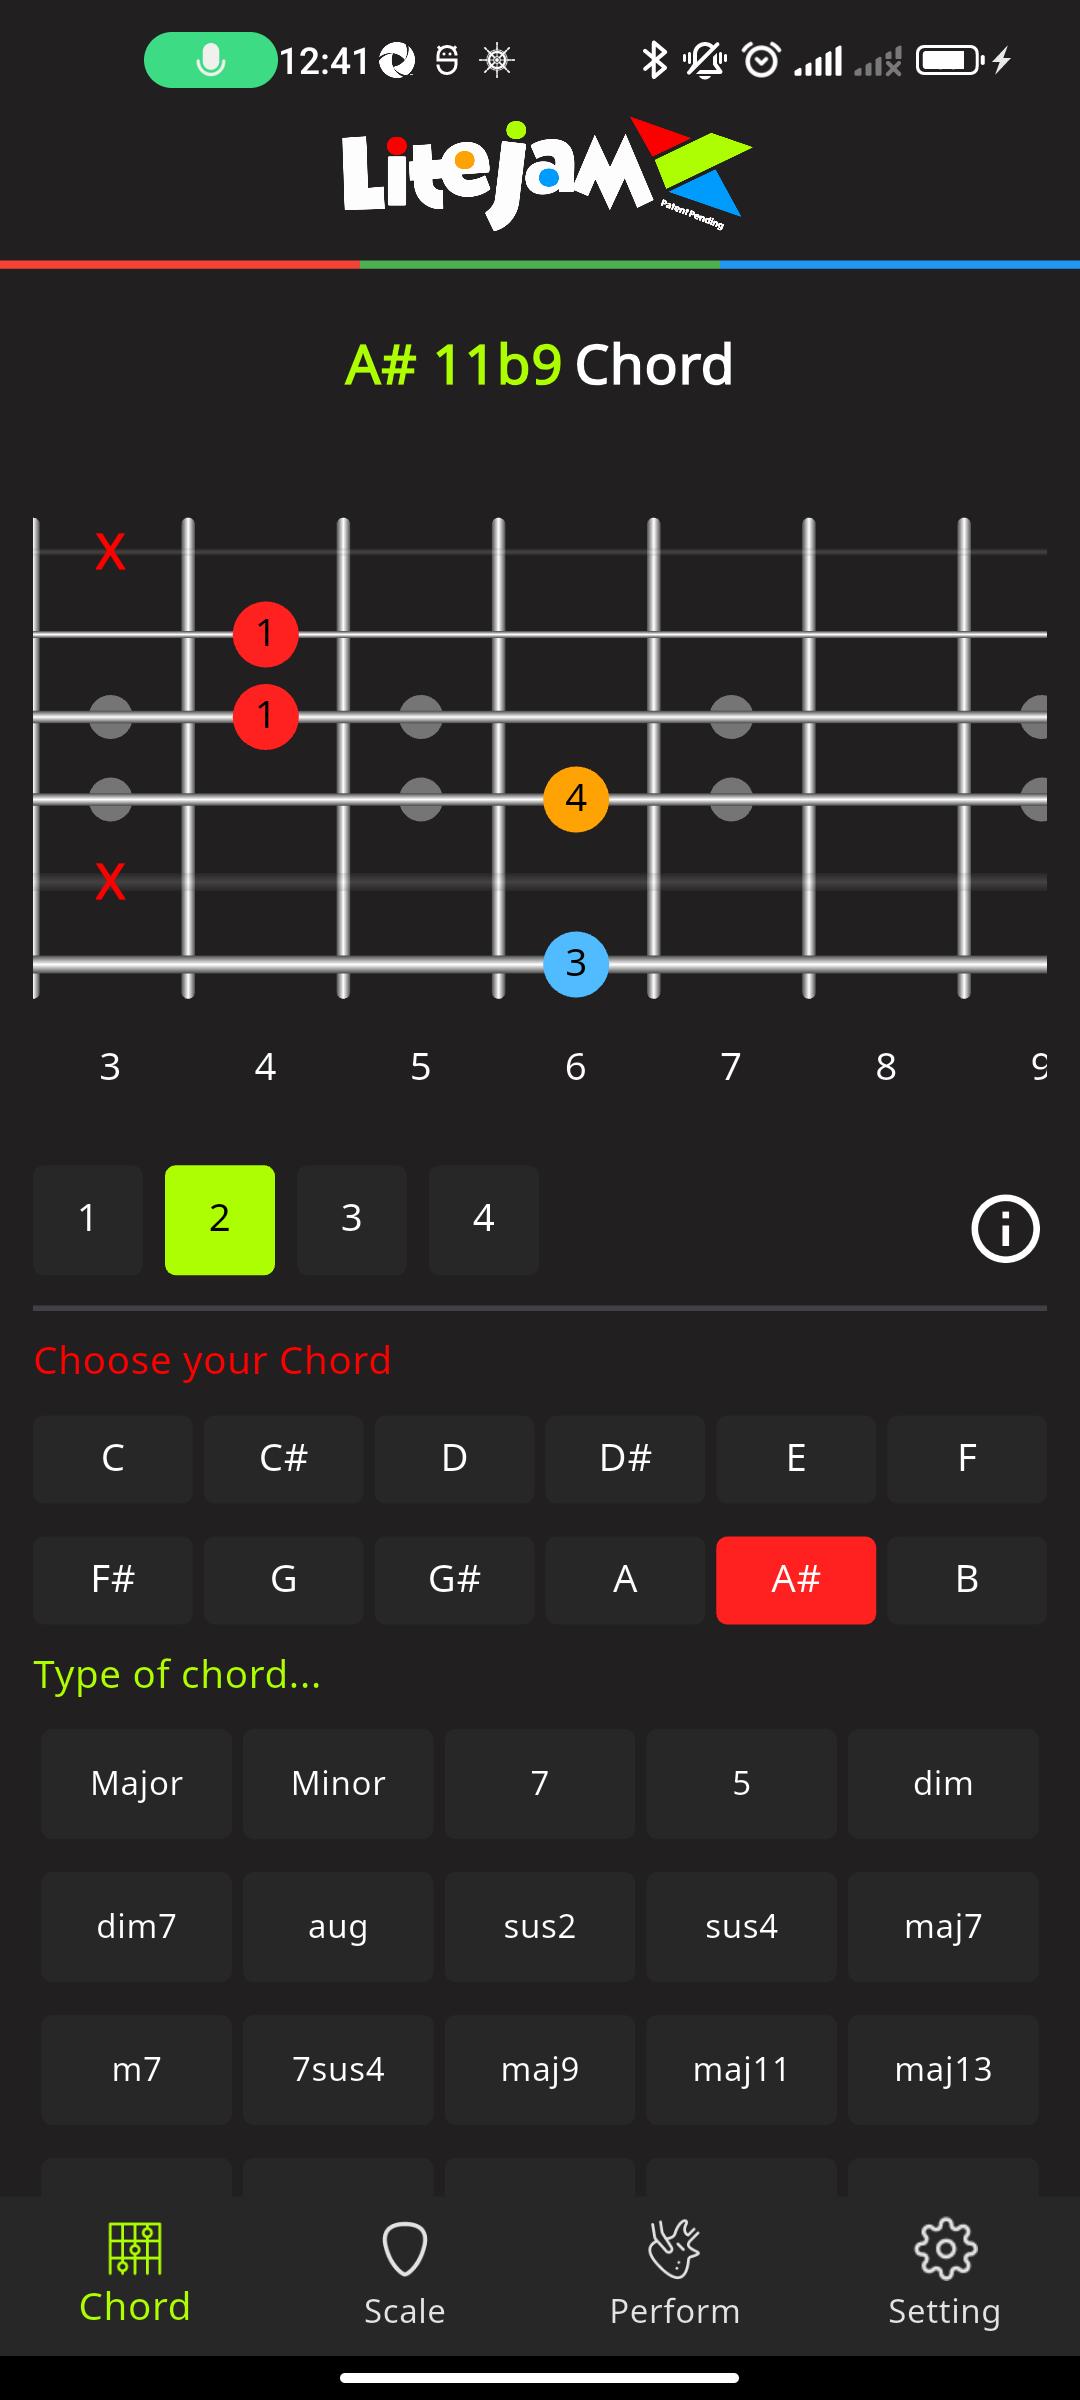 12:41
Litejam
Patent Pending
A# 11b9 Chord
X
1
1
4
X
3
3 4 5 6 7 8 9
1 2 3 4
Choose your Chord
C C# D D# E F
F# G G# A A# B
Type of chord...
Major Minor 7 5 dim
dim7 aug sus2 sus4 maj7
m7 7sus4 maj9 maj11 maj13
Chord Scale Perform Setting